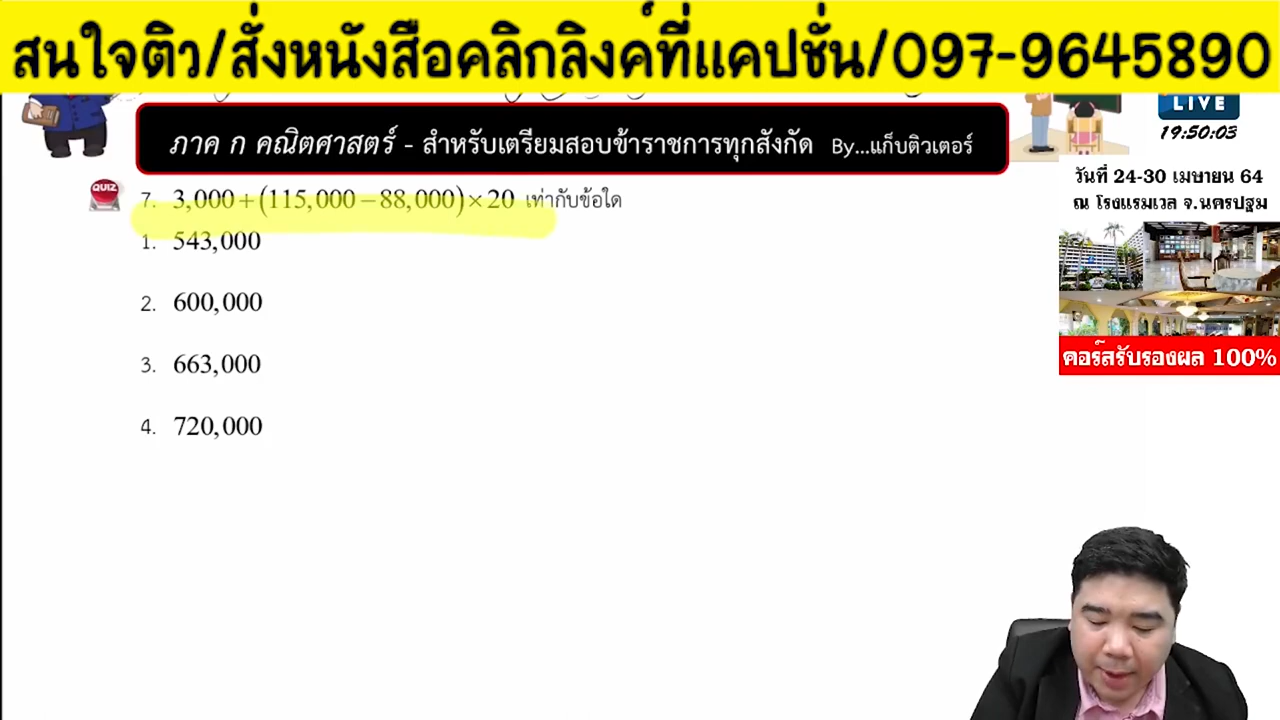 สนใจติว/สั่งหนังสือคลิกลิงค์ที่แคปชั่น/097-9645890
LIVE
19:50:03
ภาค ก คณิตศาสตร์ - สำหรับเตรียมสอบข้าราชการทุกสังกัด By...แก็บติวเตอร์
วันที่ 24-30 เมษายน 64
ณ โรงแรมเวล จ.นครปฐม
QUIZ
7. 3,000+(115,000−88,000)×20 เท่ากับข้อใด
1. 543,000
2. 600,000
3. 663,000
4. 720,000
คอร์สรับรองผล 100%